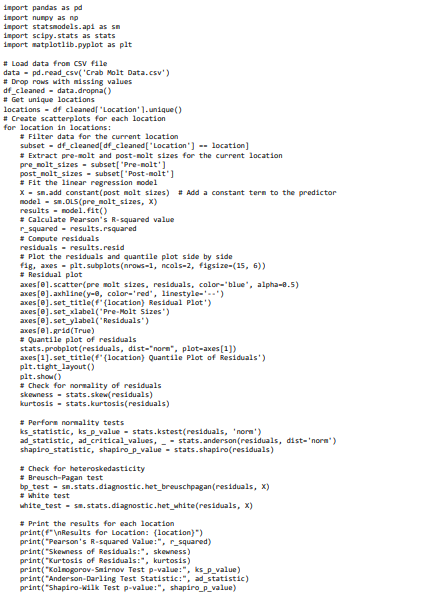 import pandas as pd
import numpy as np
import statsmodels.api as sm
import scipy.stats as stats
import matplotlib.pyplot as plt

# Load data from CSV file
data = pd.read_csv('Crab Molt Data.csv')
# Drop rows with missing values
df_cleaned = data.dropna()
# Get unique locations
locations = df cleaned['Location'].unique()
# Create scatterplots for each location
for location in locations:
    # Filter data for the current location
    subset = df_cleaned[df_cleaned['Location'] == location]
    # Extract pre-molt and post-molt sizes for the current location
    pre_molt_sizes = subset['Pre-molt']
    post_molt_sizes = subset['Post-molt']
    # Fit the linear regression model
    X = sm.add constant(post molt sizes)  # Add a constant term to the predictor
    model = sm.OLS(pre_molt_sizes, X)
    results = model.fit()
    # Calculate Pearson's R-squared value
    r_squared = results.rsquared
    # Compute residuals
    residuals = results.resid
    # Plot the residuals and quantile plot side by side
    fig, axes = plt.subplots(nrows=1, ncols=2, figsize=(15, 6))
    # Residual plot
    axes[0].scatter(pre molt sizes, residuals, color='blue', alpha=0.5)
    axes[0].axhline(y=0, color='red', linestyle='--')
    axes[0].set_title(f'{location} Residual Plot')
    axes[0].set_xlabel('Pre-Molt Sizes')
    axes[0].set_ylabel('Residuals')
    axes[0].grid(True)
    # Quantile plot of residuals
    stats.probplot(residuals, dist="norm", plot=axes[1])
    axes[1].set_title(f'{location} Quantile Plot of Residuals')
    plt.tight_layout()
    plt.show()
    # Check for normality of residuals
    skewness = stats.skew(residuals)
    kurtosis = stats.kurtosis(residuals)

    # Perform normality tests
    ks_statistic, ks_p_value = stats.kstest(residuals, 'norm')
    ad_statistic, ad_critical_values, _ = stats.anderson(residuals, dist='norm')
    shapiro_statistic, shapiro_p_value = stats.shapiro(residuals)

    # Check for heteroskedasticity
    # Breusch-Pagan test
    bp_test = sm.stats.diagnostic.het_breuschpagan(residuals, X)
    # White test
    white_test = sm.stats.diagnostic.het_white(residuals, X)

    # Print the results for each location
    print(f"\nResults for Location: {location}")
    print("Pearson's R-squared Value:", r_squared)
    print("Skewness of Residuals:", skewness)
    print("Kurtosis of Residuals:", kurtosis)
    print("Kolmogorov-Smirnov Test p-value:", ks_p_value)
    print("Anderson-Darling Test Statistic:", ad_statistic)
    print("Shapiro-Wilk Test p-value:", shapiro_p_value)